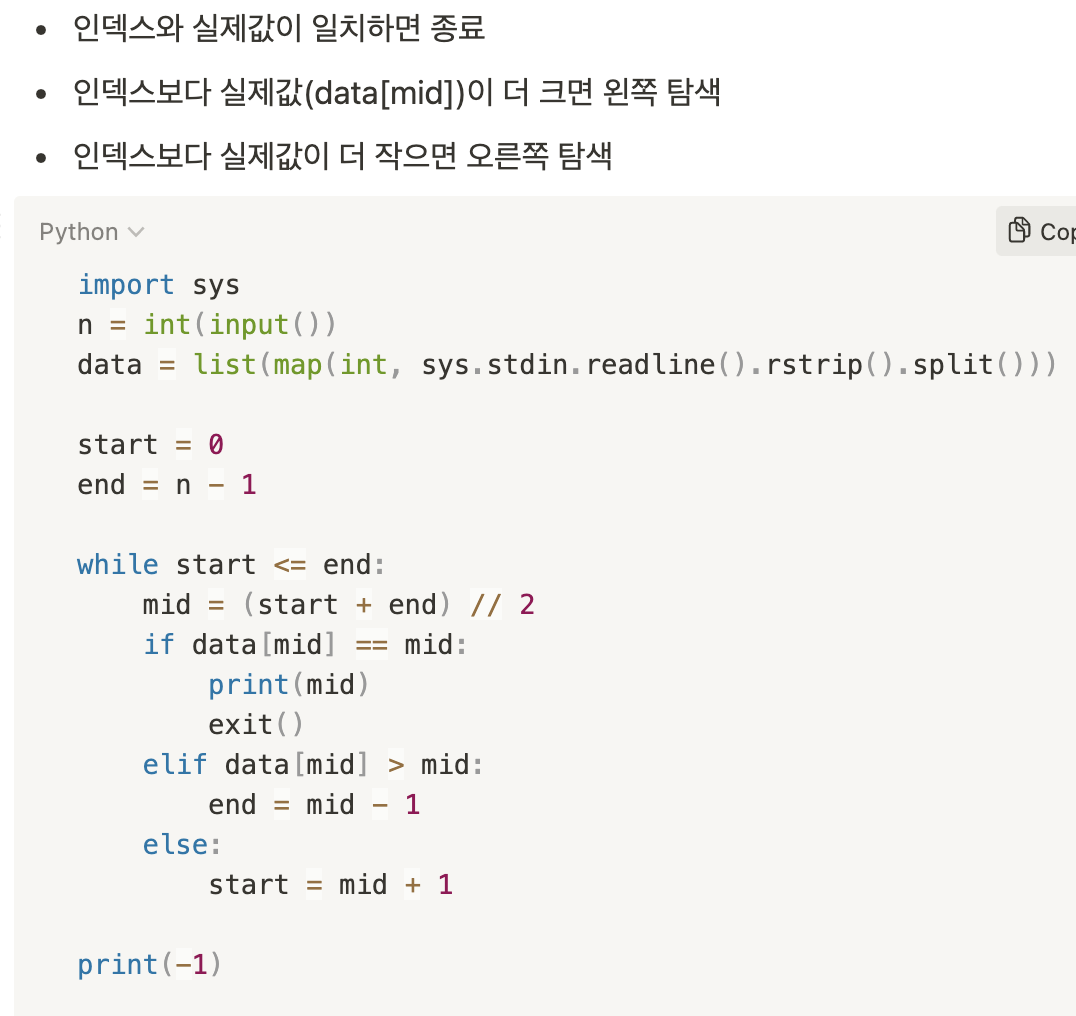 • 인덱스와 실제값이 일치하면 종료
• 인덱스보다 실제값(data[mid])이 더 크면 왼쪽 탐색
• 인덱스보다 실제값이 더 작으면 오른쪽 탐색
Python
import sys
n = int(input())
data = list(map(int, sys.stdin.readline().rstrip().split()))

start = 0
end = n - 1

while start <= end:
    mid = (start + end) // 2
    if data[mid] == mid:
        print(mid)
        exit()
    elif data[mid] > mid:
        end = mid - 1
    else:
        start = mid + 1

print(-1)